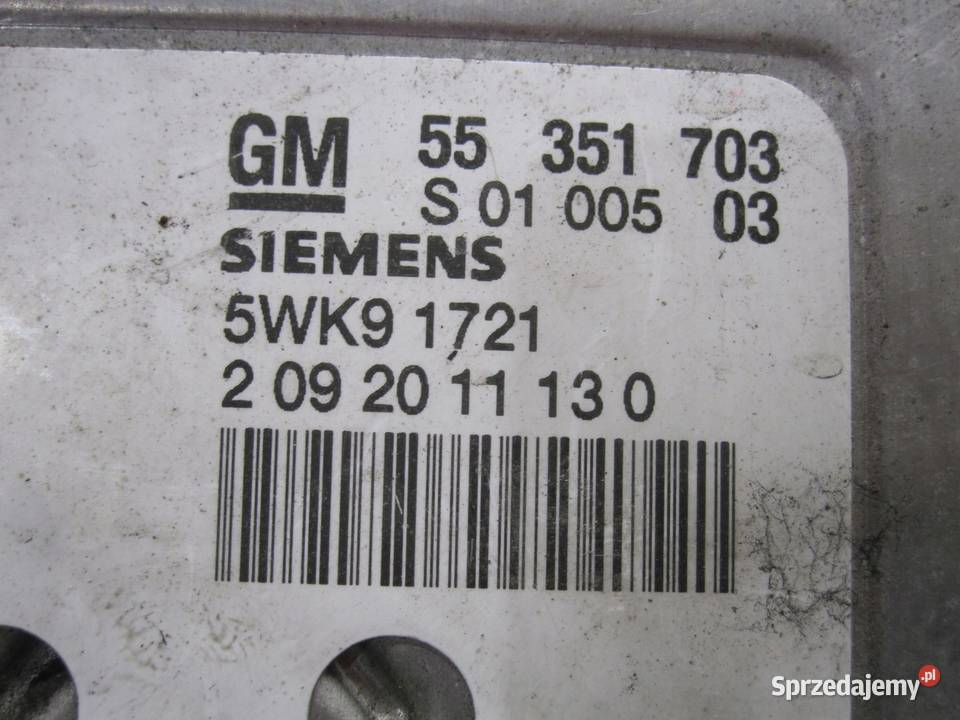 GM 55 351 703
S 01 005 03
SIEMENS
5WK9 1721
2 09 20 11 13 0
Sprzedajemy.pl